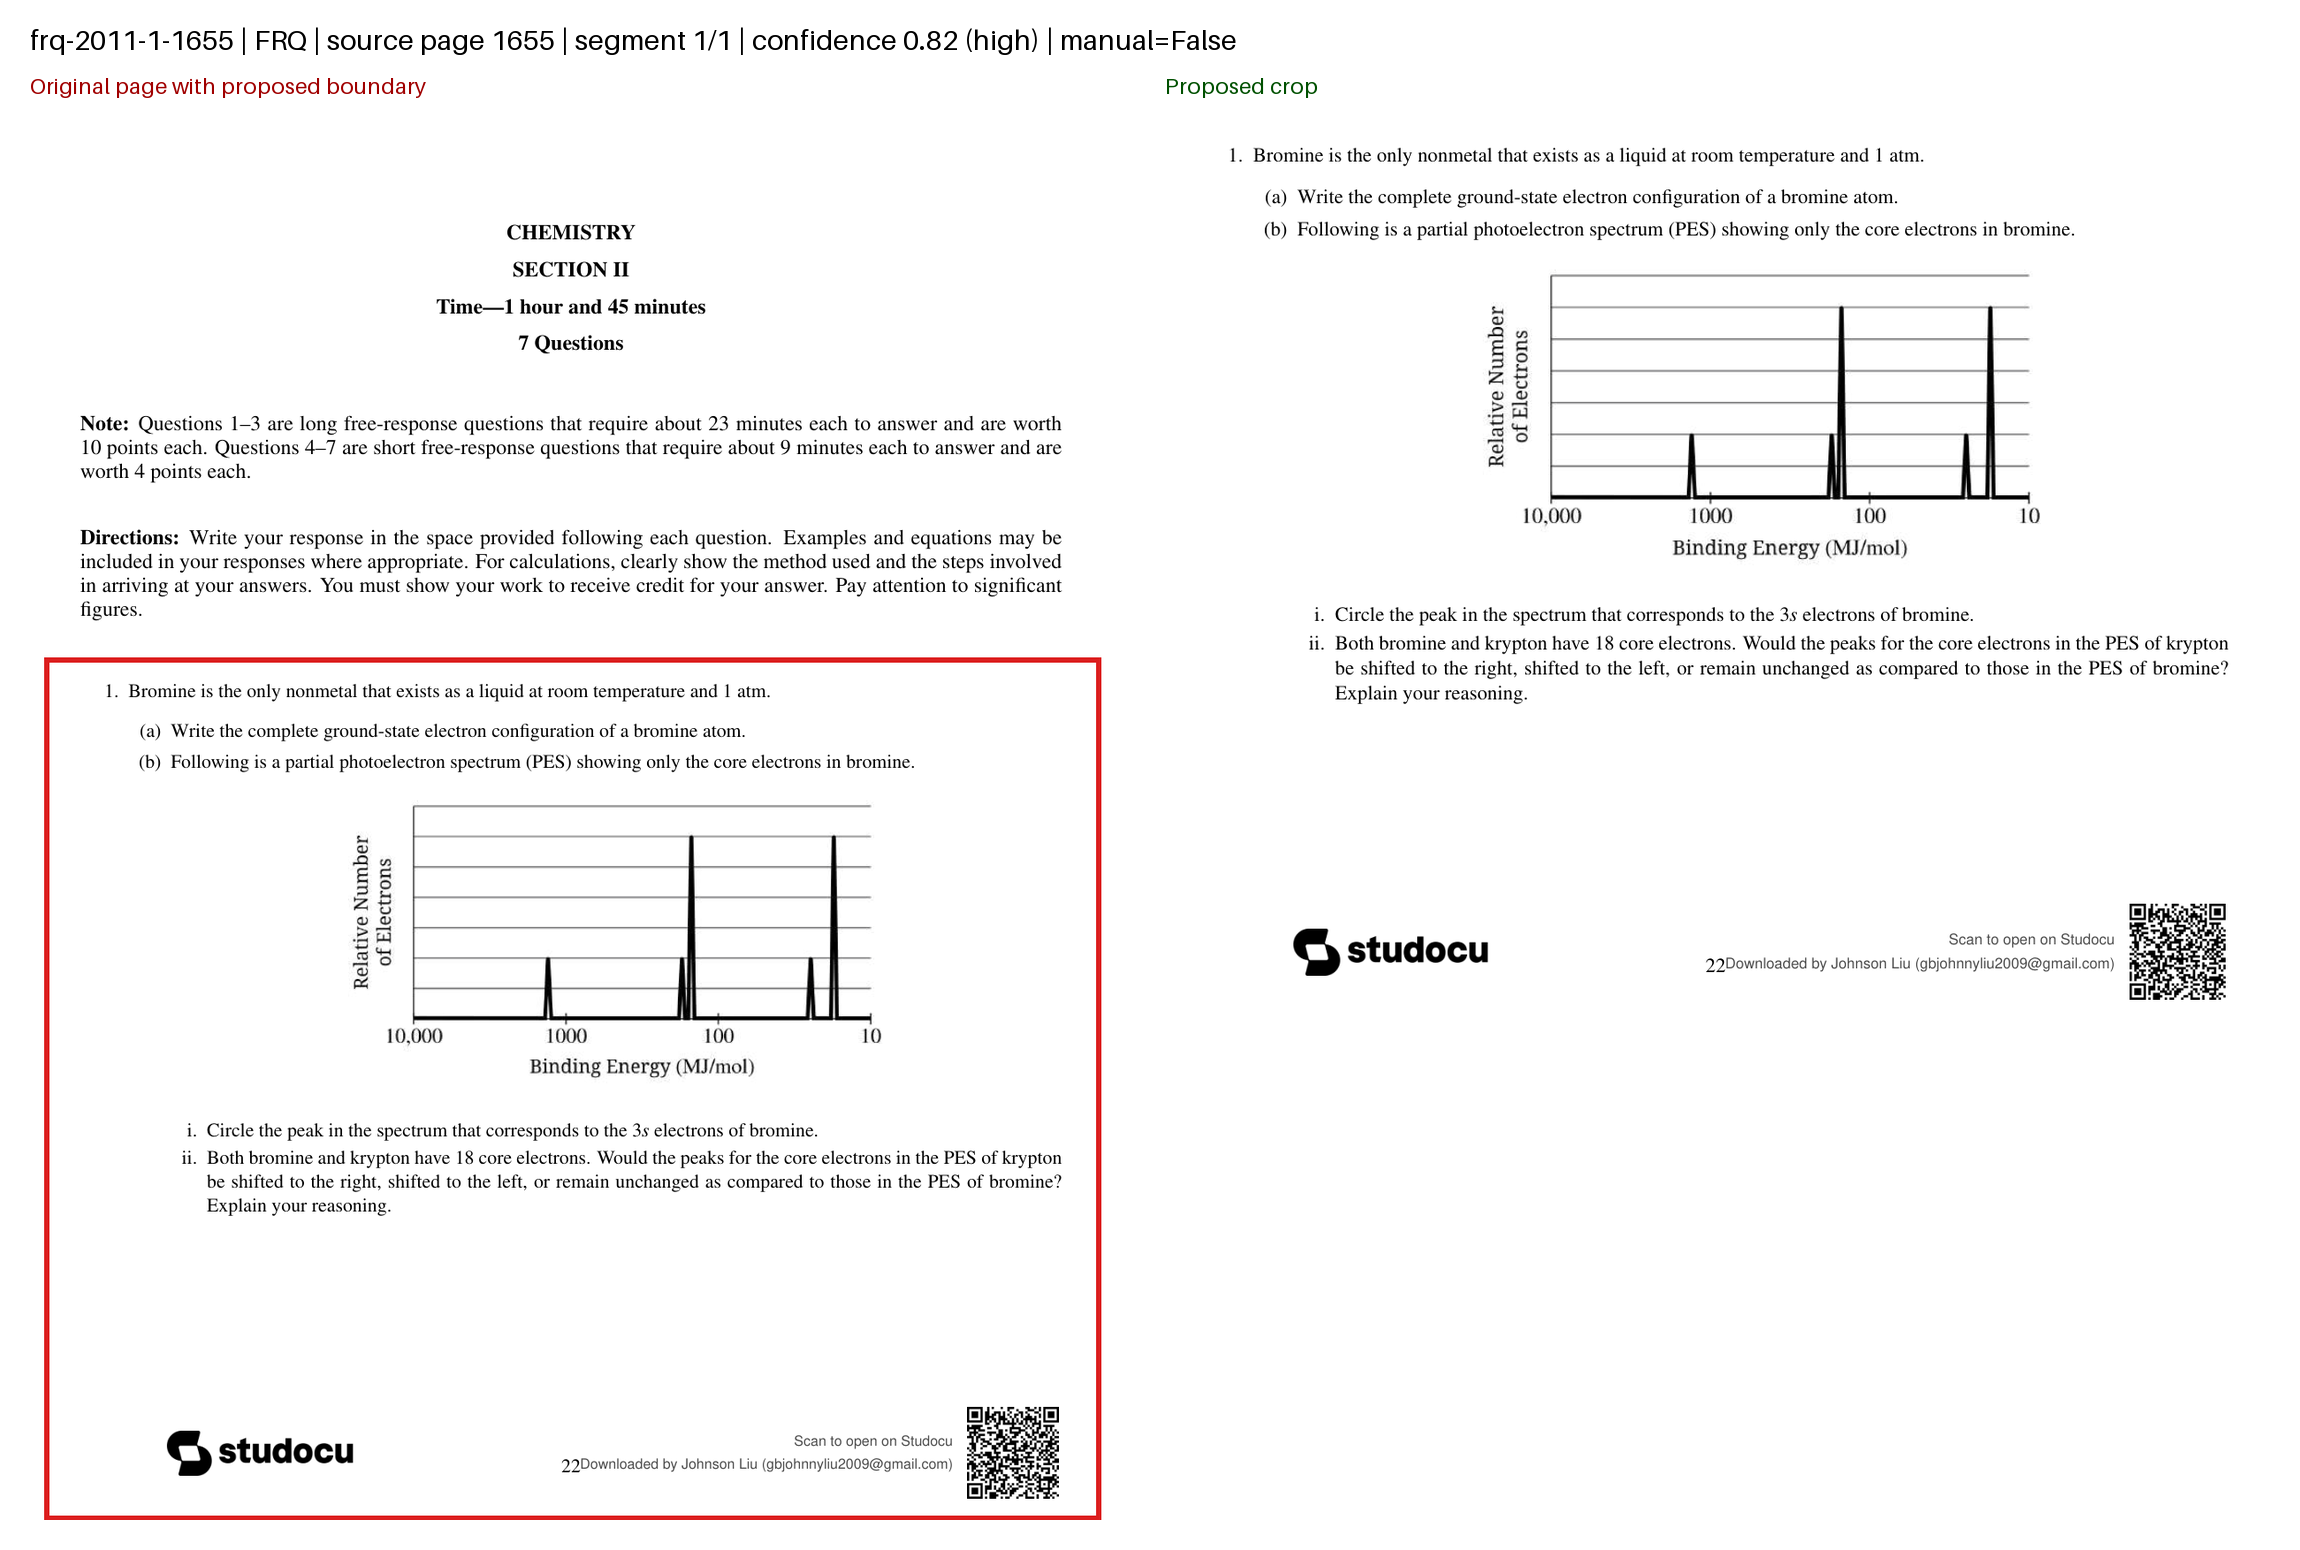 frq-2011-1-1655 | FRQ | source page 1655 | segment 1/1 | confidence 0.82 (high) | manual=False
Original page with proposed boundary
CHEMISTRY
SECTION II
Time—1 hour and 45 minutes
7 Questions
Note: Questions 1–3 are long free-response questions that require about 23 minutes each to answer and are worth
10 points each. Questions 4–7 are short free-response questions that require about 9 minutes each to answer and are
worth 4 points each.
Directions: Write your response in the space provided following each question. Examples and equations may be
included in your responses where appropriate. For calculations, clearly show the method used and the steps involved
in arriving at your answers. You must show your work to receive credit for your answer. Pay attention to significant
figures.
1. Bromine is the only nonmetal that exists as a liquid at room temperature and 1 atm.
(a) Write the complete ground-state electron configuration of a bromine atom.
(b) Following is a partial photoelectron spectrum (PES) showing only the core electrons in bromine.
Relative Number
of Electrons
10,000 1000 100 10
Binding Energy (MJ/mol)
i. Circle the peak in the spectrum that corresponds to the 3s electrons of bromine.
ii. Both bromine and krypton have 18 core electrons. Would the peaks for the core electrons in the PES of krypton
be shifted to the right, shifted to the left, or remain unchanged as compared to those in the PES of bromine?
Explain your reasoning.
studocu
Scan to open on Studocu
22Downloaded by Johnson Liu (gbjohnnyliu2009@gmail.com)
Proposed crop
1. Bromine is the only nonmetal that exists as a liquid at room temperature and 1 atm.
(a) Write the complete ground-state electron configuration of a bromine atom.
(b) Following is a partial photoelectron spectrum (PES) showing only the core electrons in bromine.
Relative Number
of Electrons
10,000 1000 100 10
Binding Energy (MJ/mol)
i. Circle the peak in the spectrum that corresponds to the 3s electrons of bromine.
ii. Both bromine and krypton have 18 core electrons. Would the peaks for the core electrons in the PES of krypton
be shifted to the right, shifted to the left, or remain unchanged as compared to those in the PES of bromine?
Explain your reasoning.
studocu
Scan to open on Studocu
22Downloaded by Johnson Liu (gbjohnnyliu2009@gmail.com)